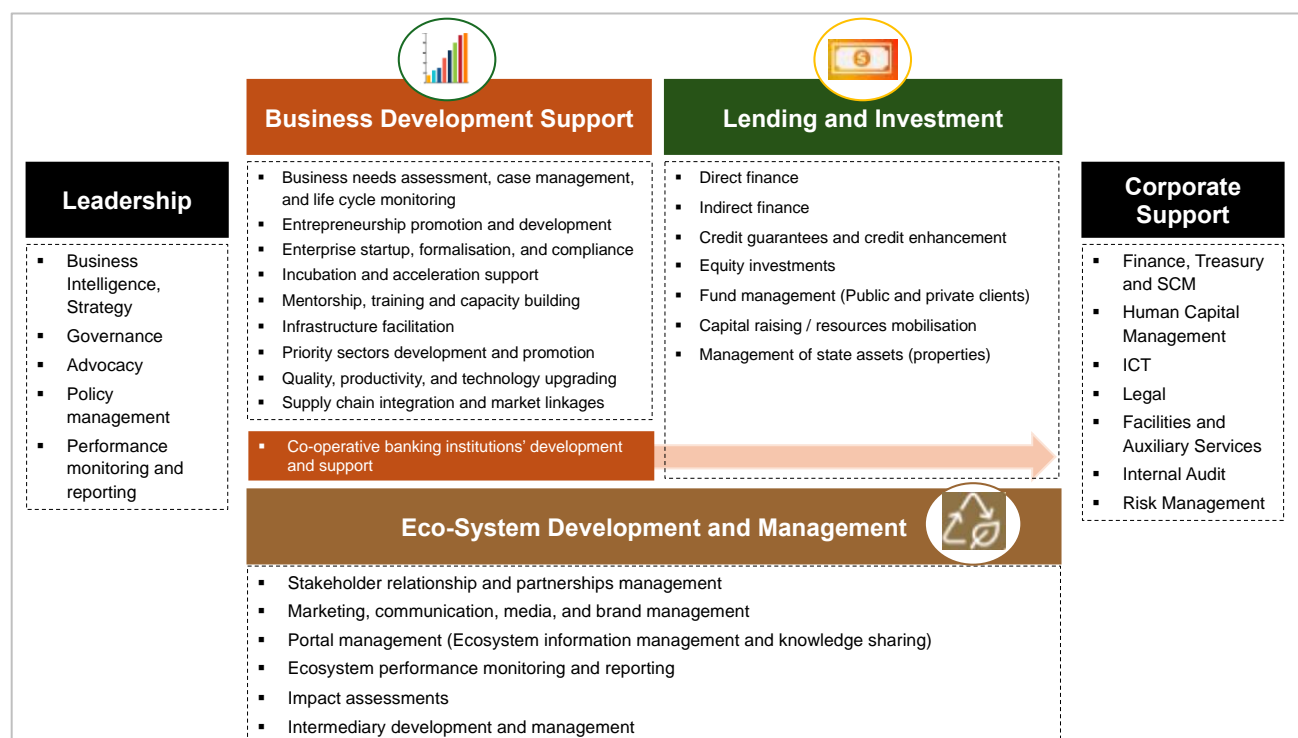 Business Development Support
Lending and Investment
Leadership
Corporate
Support
▪ Business
Intelligence,
Strategy
▪ Governance
▪ Advocacy
▪ Policy
management
▪ Performance
monitoring and
reporting
▪ Business needs assessment, case management,
and life cycle monitoring
▪ Entrepreneurship promotion and development
▪ Enterprise startup, formalisation, and compliance
▪ Incubation and acceleration support
▪ Mentorship, training and capacity building
▪ Infrastructure facilitation
▪ Priority sectors development and promotion
▪ Quality, productivity, and technology upgrading
▪ Supply chain integration and market linkages
▪ Co-operative banking institutions’ development
and support
▪ Direct finance
▪ Indirect finance
▪ Credit guarantees and credit enhancement
▪ Equity investments
▪ Fund management (Public and private clients)
▪ Capital raising / resources mobilisation
▪ Management of state assets (properties)
▪ Finance, Treasury
and SCM
▪ Human Capital
Management
▪ ICT
▪ Legal
▪ Facilities and
Auxiliary Services
▪ Internal Audit
▪ Risk Management
Eco-System Development and Management
▪ Stakeholder relationship and partnerships management
▪ Marketing, communication, media, and brand management
▪ Portal management (Ecosystem information management and knowledge sharing)
▪ Ecosystem performance monitoring and reporting
▪ Impact assessments
▪ Intermediary development and management